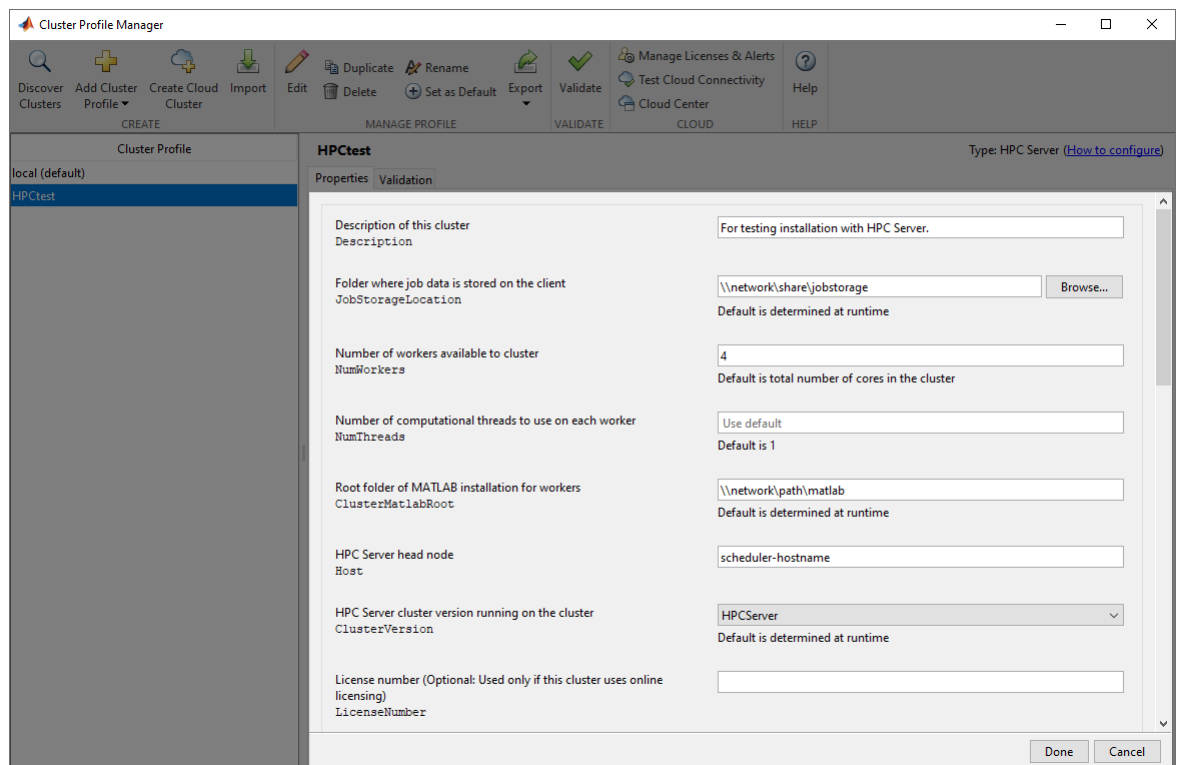 Cluster Profile Manager
Discover Clusters
Add Cluster Profile
Create Cloud Cluster
Import
CREATE
Edit
Duplicate
Delete
Rename
Set as Default
Export
MANAGE PROFILE
Validate
VALIDATE
Manage Licenses & Alerts
Test Cloud Connectivity
Cloud Center
CLOUD
Help
HELP
Cluster Profile
local (default)
HPCtest
HPCtest
Type: HPC Server (How to configure)
Properties
Validation
Description of this cluster
Description
For testing installation with HPC Server.
Folder where job data is stored on the client
JobStorageLocation
\\network\share\jobstorage
Browse...
Default is determined at runtime
Number of workers available to cluster
NumWorkers
4
Default is total number of cores in the cluster
Number of computational threads to use on each worker
NumThreads
Use default
Default is 1
Root folder of MATLAB installation for workers
ClusterMatlabRoot
\\network\path\matlab
Default is determined at runtime
HPC Server head node
Host
scheduler-hostname
HPC Server cluster version running on the cluster
ClusterVersion
HPCServer
Default is determined at runtime
License number (Optional: Used only if this cluster uses online
licensing)
LicenseNumber
Done
Cancel